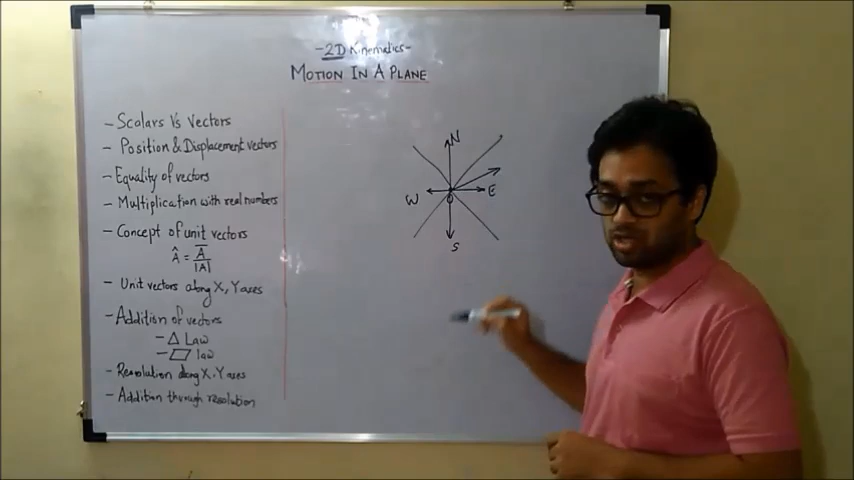 -2D Kinematics-
MOTION IN A PLANE
- Scalars Vs Vectors
- Position & Displacement vectors
- Equality of vectors
- Multiplication with real numbers
- Concept of unit vectors
Â = A̅ / |A̅|
- Unit vectors along X, Y axes
- Addition of vectors
- △ Law
- ▱ law
- Resolution along X, Y axes
- Addition through resolution
N
W O E
S